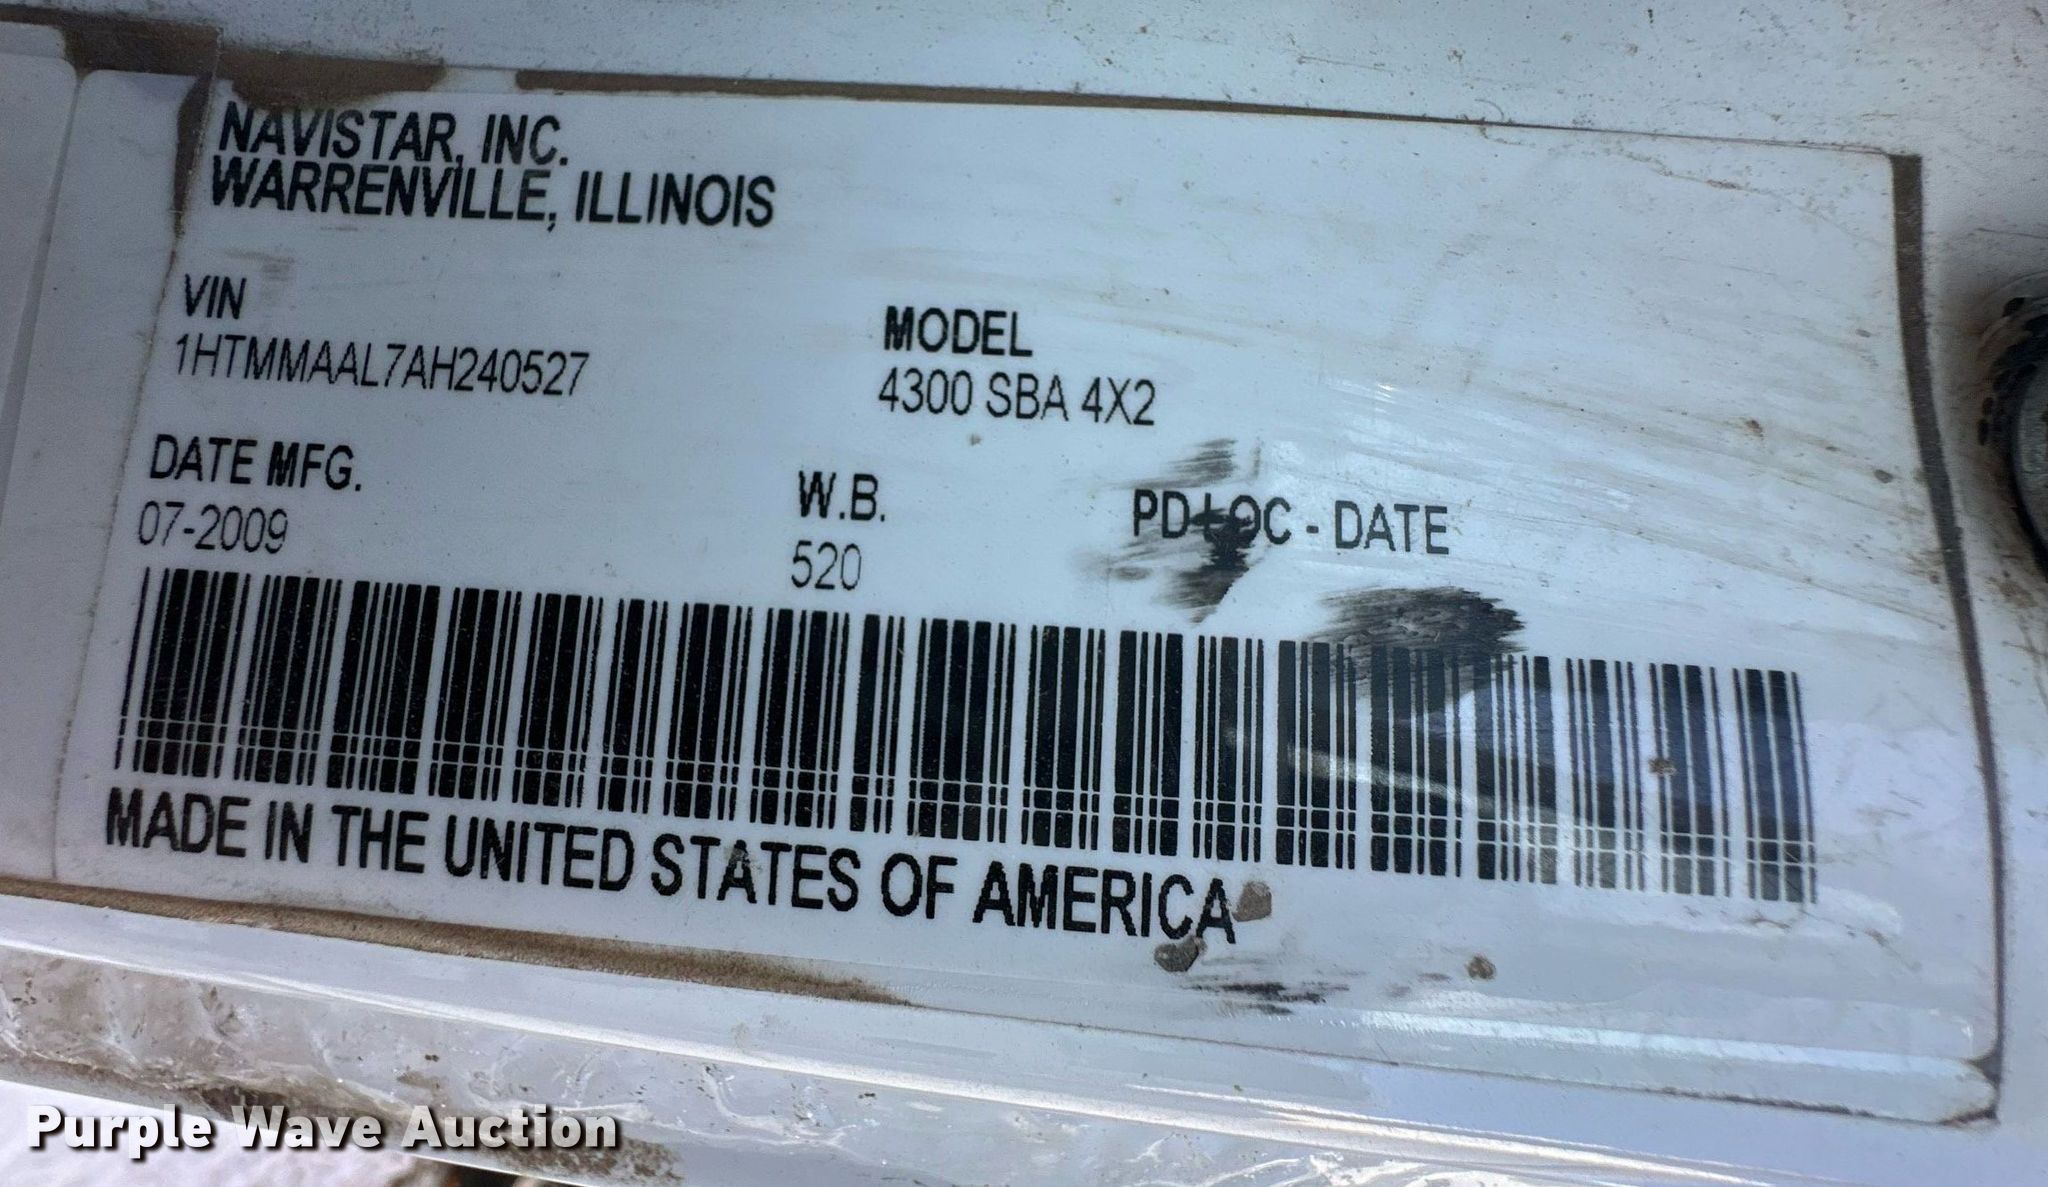 NAVISTAR, INC.
WARRENVILLE, ILLINOIS
VIN
1HTMMAAL7AH240527
MODEL
4300 SBA 4X2
DATE MFG.
07-2009
W.B.
520
PD LOC - DATE
MADE IN THE UNITED STATES OF AMERICA
Purple Wave Auction